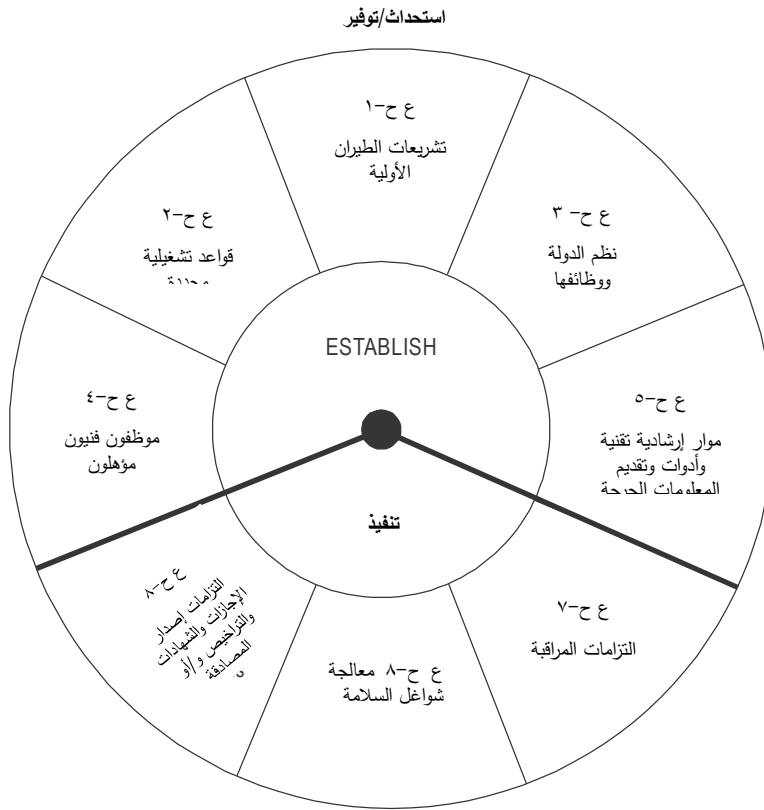 استحداث/توفير
ع ح-١
تشريعات الطيران
الأولية
ع ح-٢
قواعد تشغيلية
ع ح- ٣
نظم الدولة
ووظائفها
ESTABLISH
ع ح-٤
موظفون فنيون
مؤهلون
ع ح-٥
موار إرشادية تقنية
وأدوات وتقديم
المعلومات الحرجة
تنفيذ
ع ح-٨
التزامات إصدار
الإجازات والشهادات
والتراخيص و/أو
المصادقة
ع ح-٨ معالجة
شواغل السلامة
ع ح-٧
التزامات المراقبة